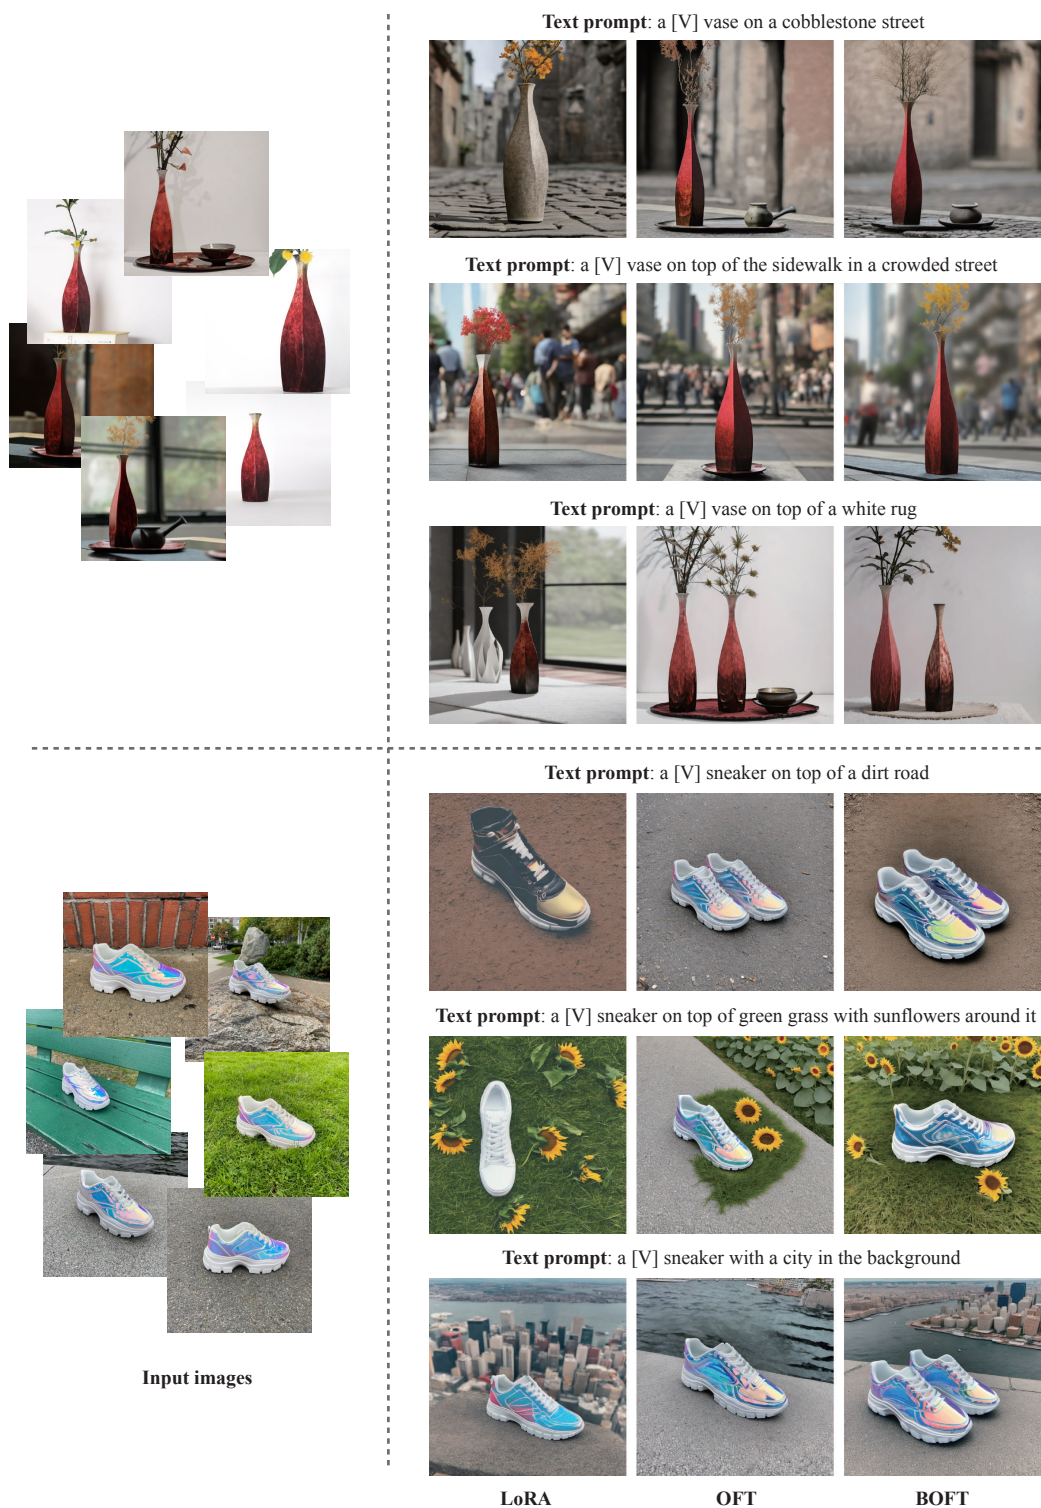 Text prompt: a [V] vase on a cobblestone street
Text prompt: a [V] vase on top of the sidewalk in a crowded street
Text prompt: a [V] vase on top of a white rug
Text prompt: a [V] sneaker on top of a dirt road
Text prompt: a [V] sneaker on top of green grass with sunflowers around it
Text prompt: a [V] sneaker with a city in the background
Input images
LoRA OFT BOFT